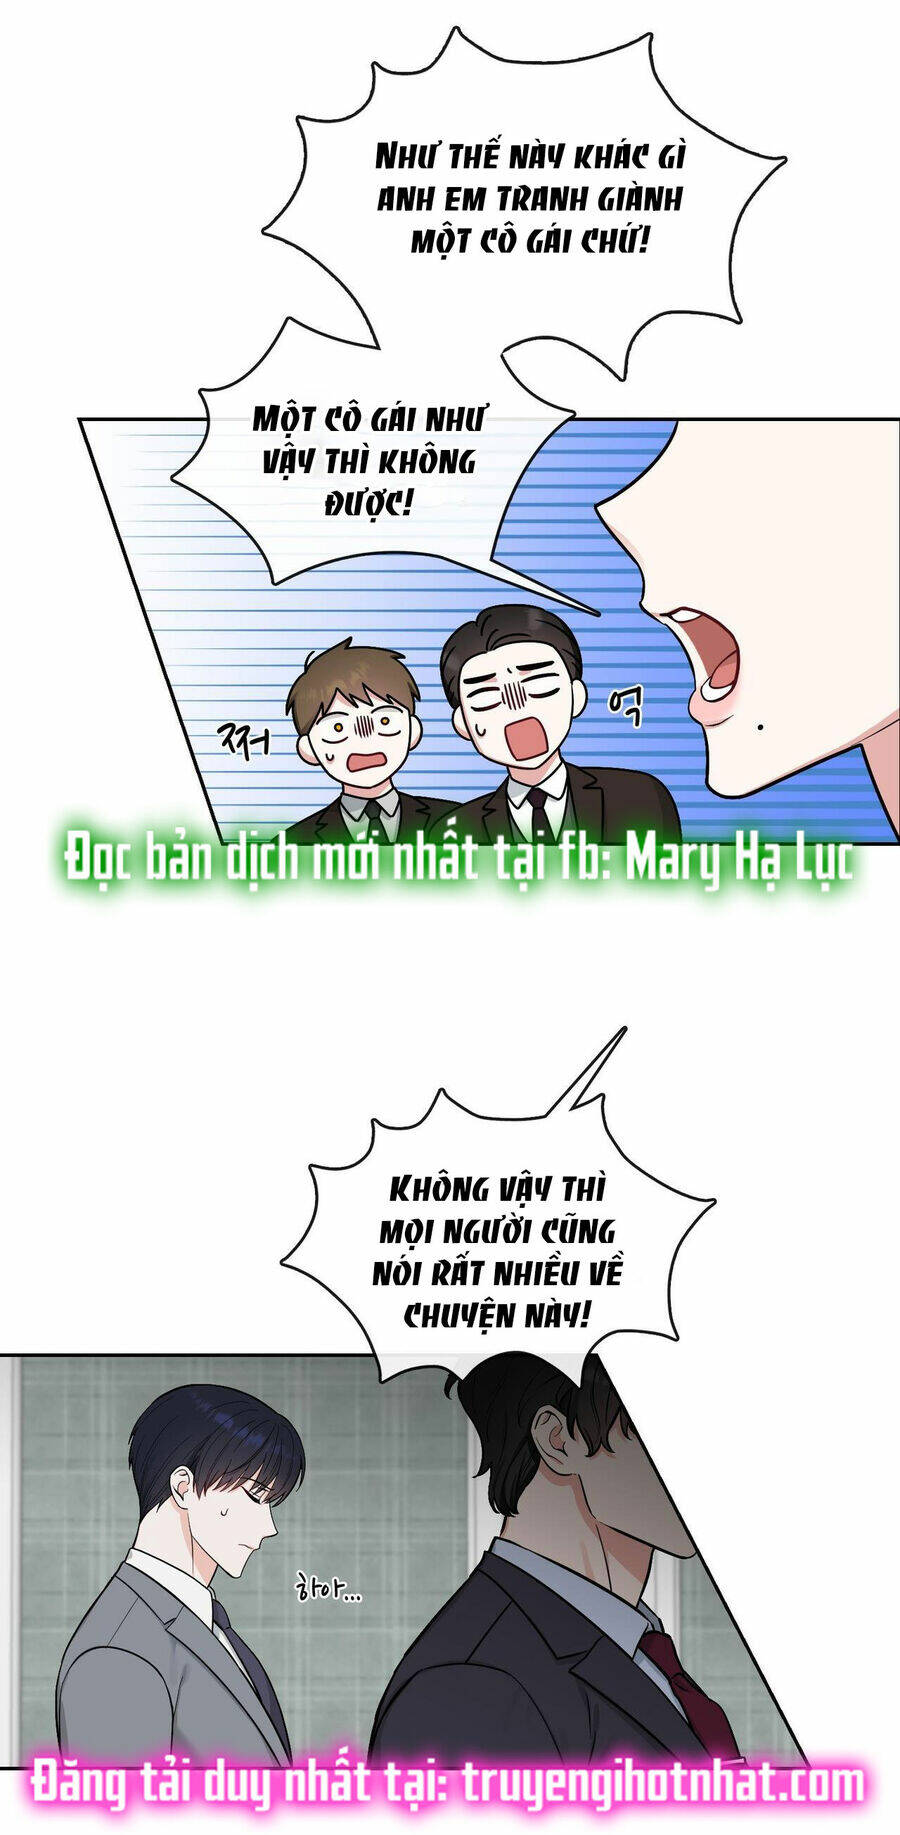 NHƯ THẾ NÀY KHÁC GÌ
ANH EM TRANH GIÀNH
MỘT CÔ GÁI CHỨ!
MỘT CÔ GÁI NHƯ
VẬY THÌ KHÔNG
ĐƯỢC!
쩌
억
Đọc bản dịch mới nhất tại fb: Mary Hạ Lục
KHÔNG VẬY THÌ
MỌI NGƯỜI CŨNG
NÓI RẤT NHIỀU VỀ
CHUYỆN NÀY!
하아...
Đăng tải duy nhất tại: truyenghotnhat.com